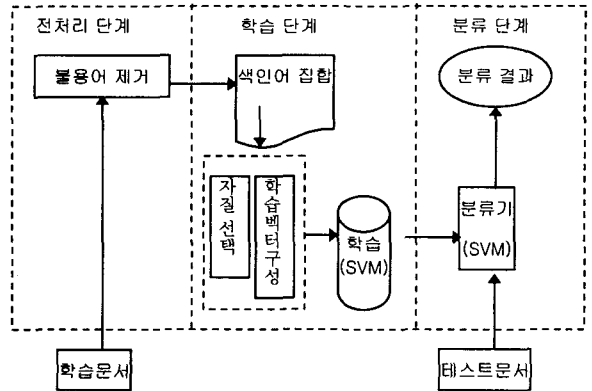 전처리 단계
학습 단계
분류 단계
불용어 제거
색인어 집합
분류 결과
자질 선택
학습벡터구성
학습
(SVM)
분류기
(SVM)
학습문서
테스트문서